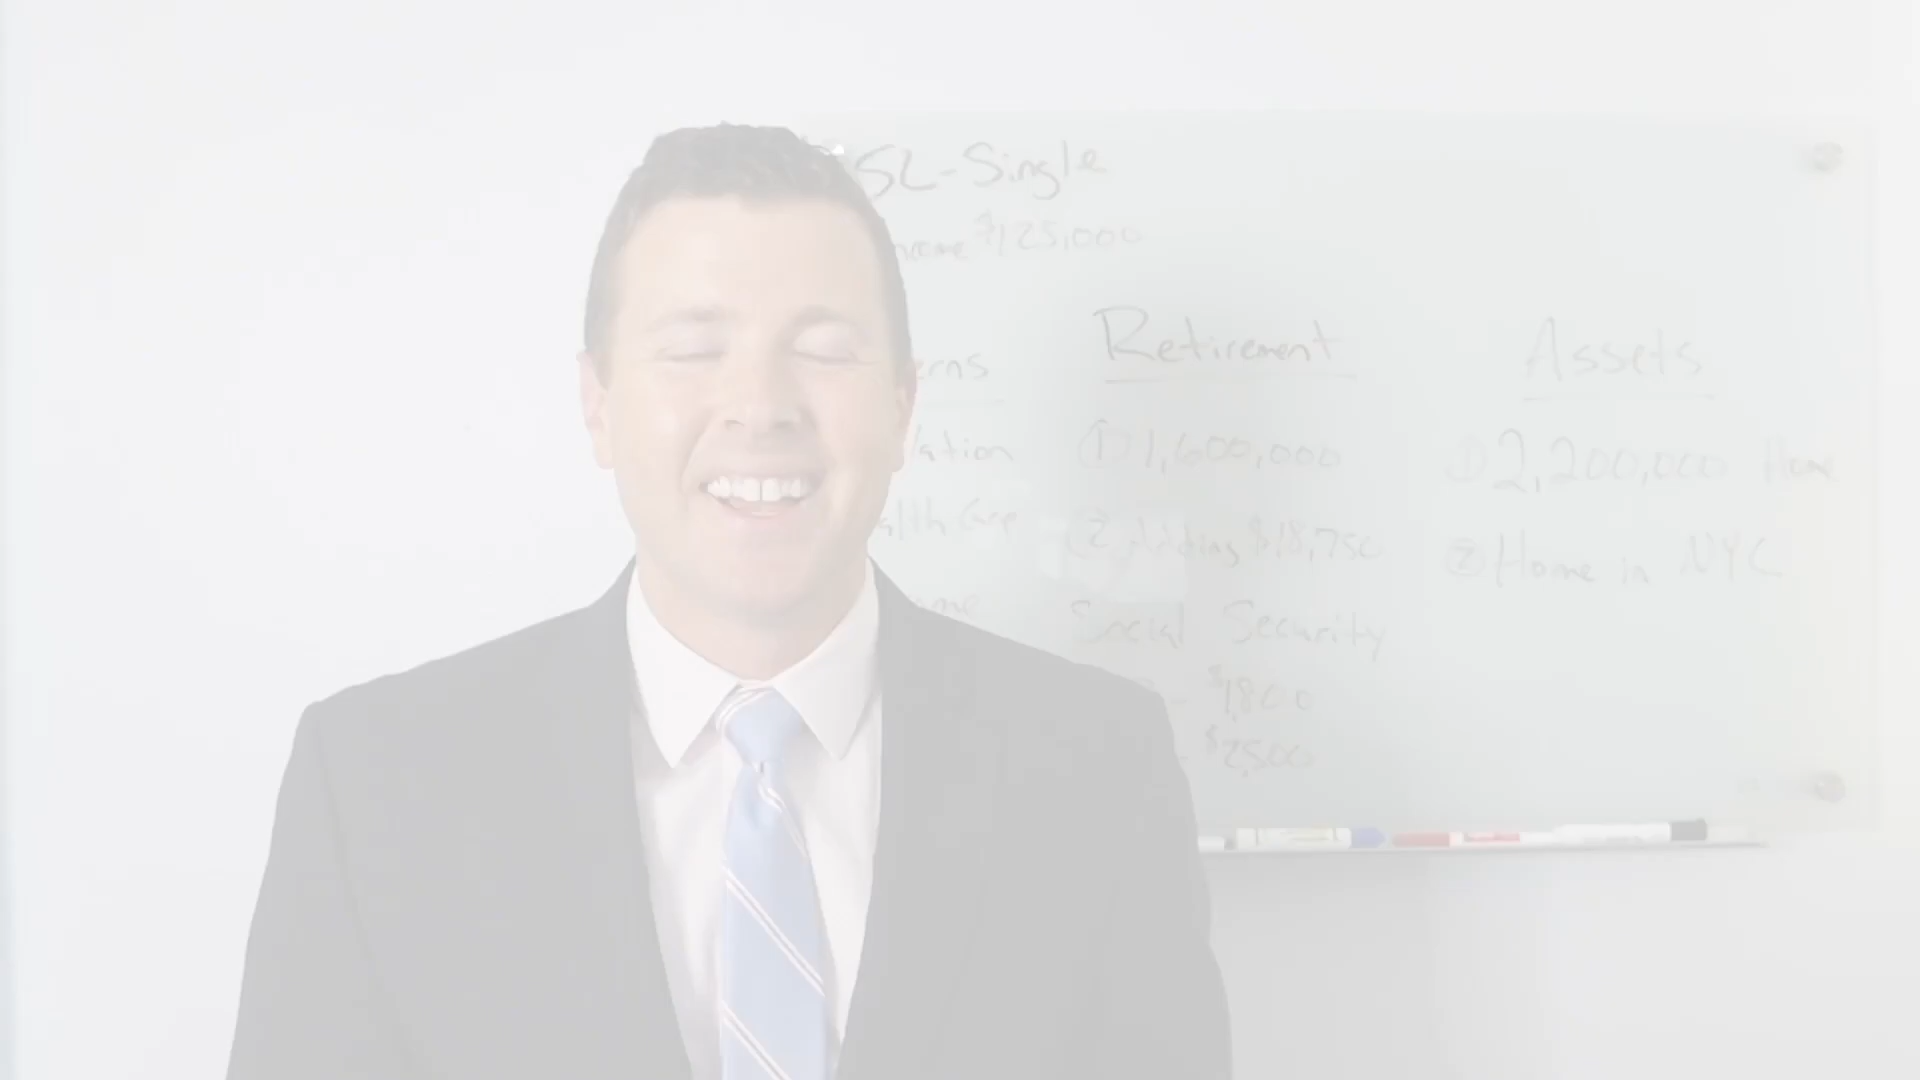 SL-Single
$125,000
Retirement
Assets
① 1,600,000
① 2,200,000 Home
② Adding $18,750
② Home in NYC
Social Security
- $1,800
- $2,500